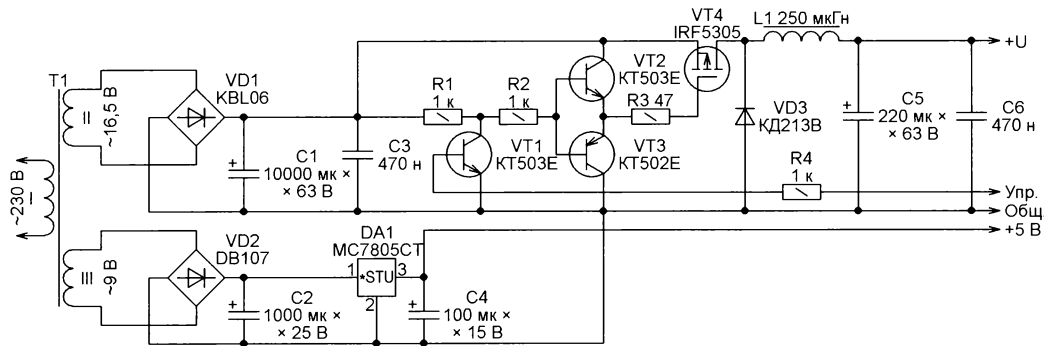 T1
~230 В
II
~16,5 В
III
~9 В
VD1
KBL06
C1
10000 мк ×
× 63 В
C3
470 н
R1
1 к
R2
1 к
VT1
КТ503Е
VT2
КТ503Е
R3 47
VT3
КТ502Е
VT4
IRF5305
L1 250 мкГн
VD3
КД213В
R4
1 к
C5
220 мк ×
× 63 В
C6
470 н
+U
Упр.
Общ.
+5 В
VD2
DB107
C2
1000 мк ×
× 25 В
DA1
MC7805CT
1
*STU
3
2
C4
100 мк ×
× 15 В
+
+
+
+